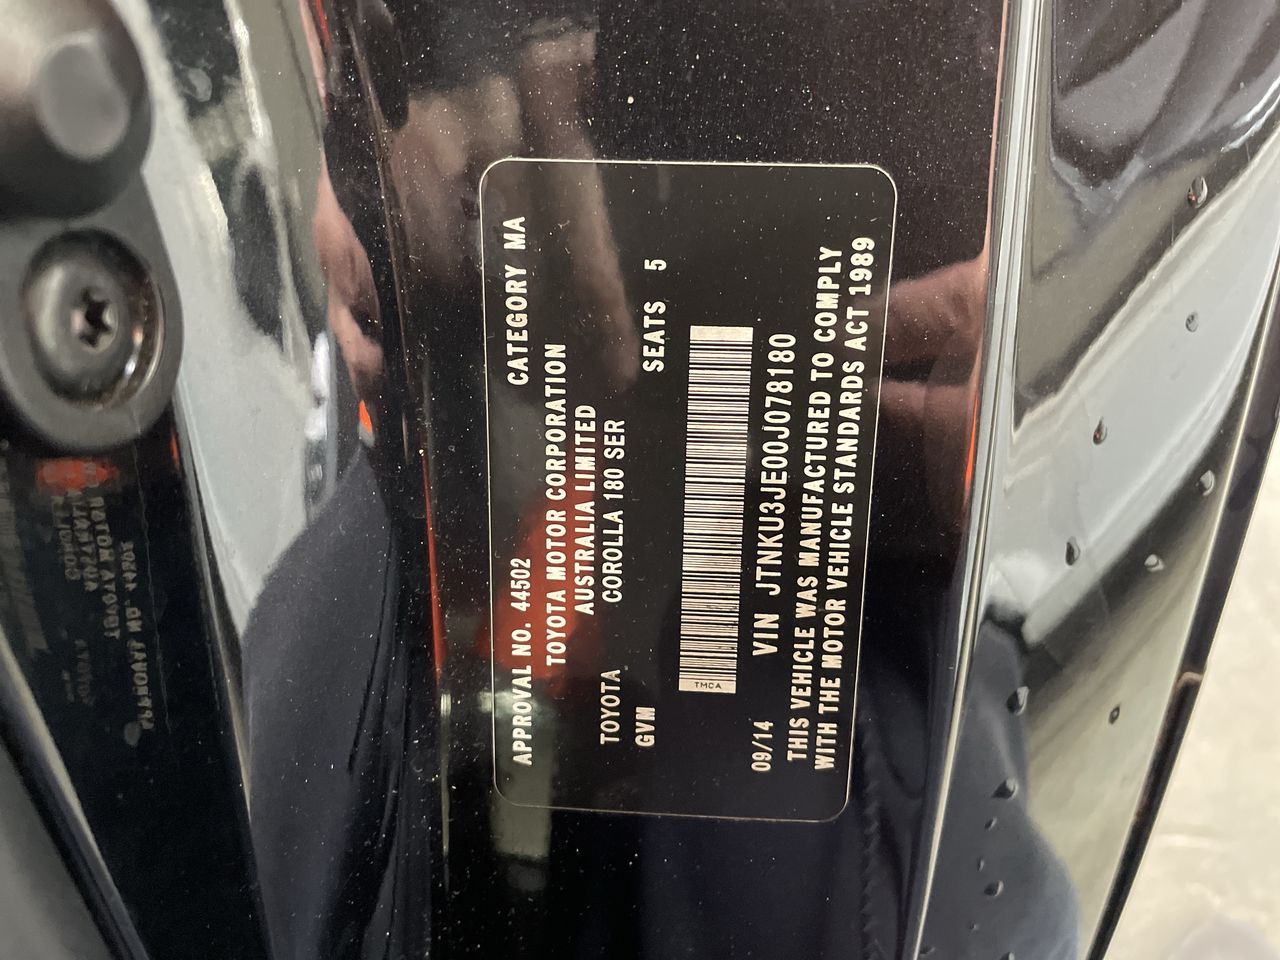 APPROVAL NO. 44502 CATEGORY MA
TOYOTA MOTOR CORPORATION
AUSTRALIA LIMITED
TOYOTA COROLLA 180 SER
GVM SEATS 5
TMCA
09/14 VIN JTNKU3JE00J078180
THIS VEHICLE WAS MANUFACTURED TO COMPLY
WITH THE MOTOR VEHICLE STANDARDS ACT 1989